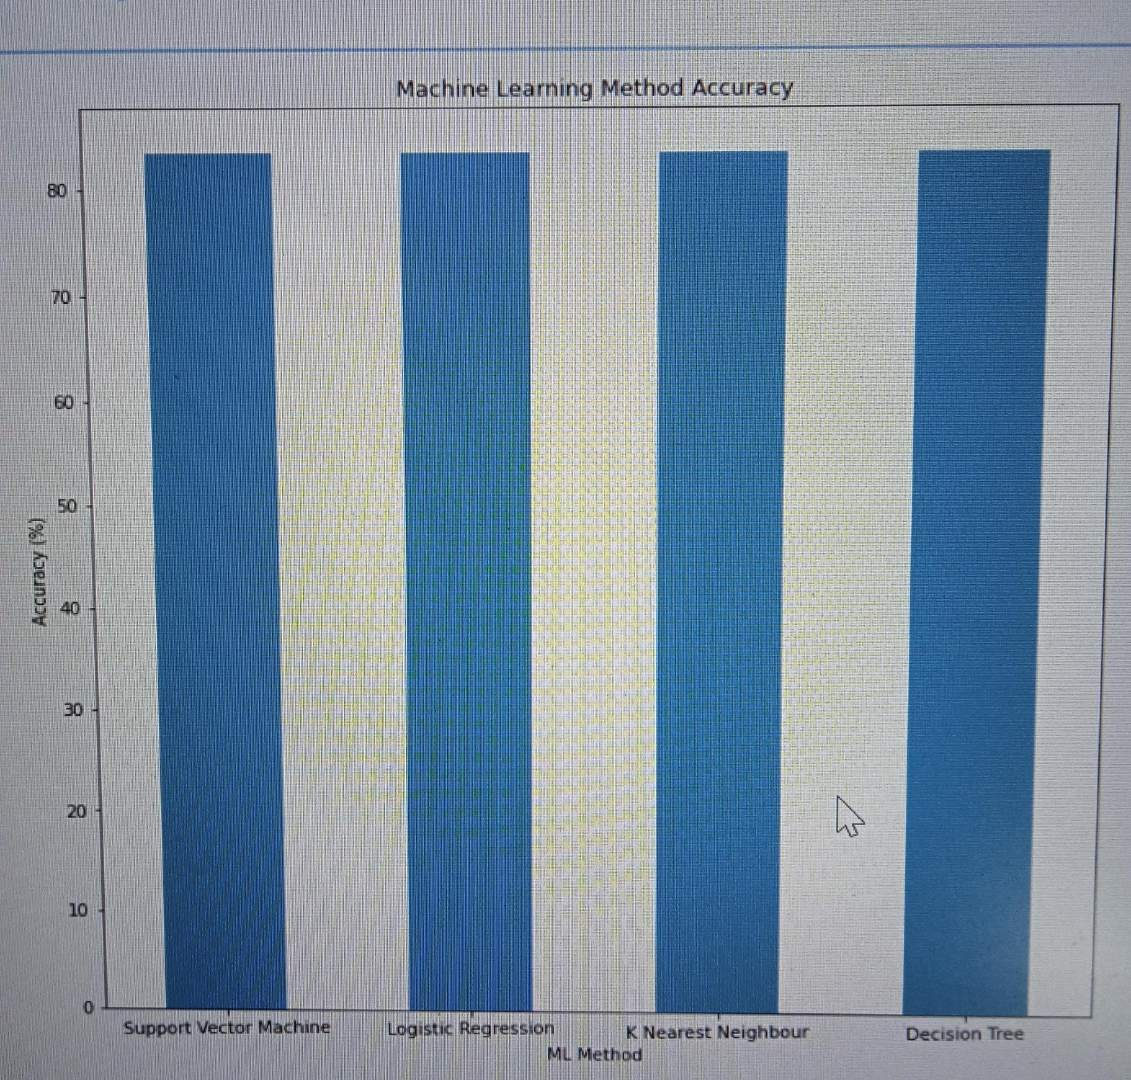 Machine Learning Method Accuracy
80
70
60
50
40
30
20
10
0
Accuracy (%)
Support Vector Machine
Logistic Regression
K Nearest Neighbour
Decision Tree
ML Method